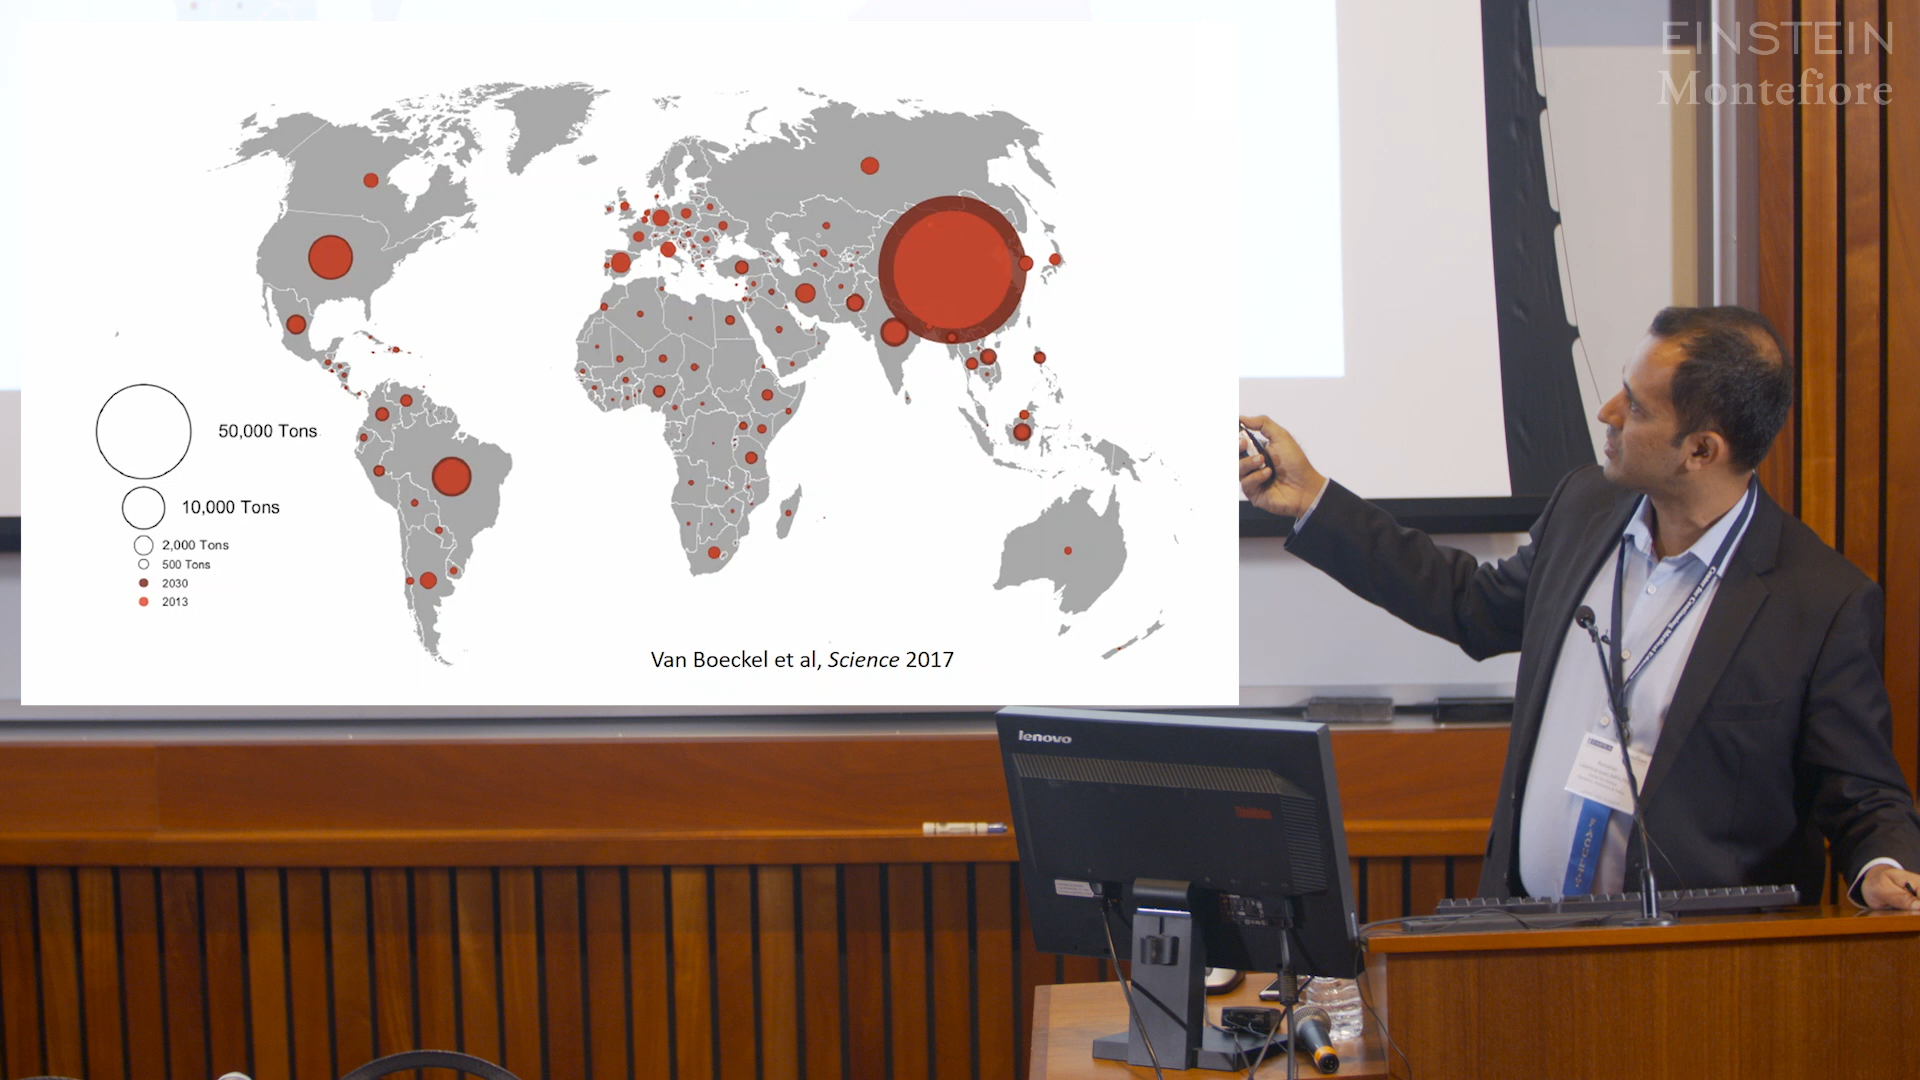 EINSTEIN
Montefiore
50,000 Tons
10,000 Tons
2,000 Tons
500 Tons
2030
2013
Van Boeckel et al, Science 2017
lenovo
FACULTY